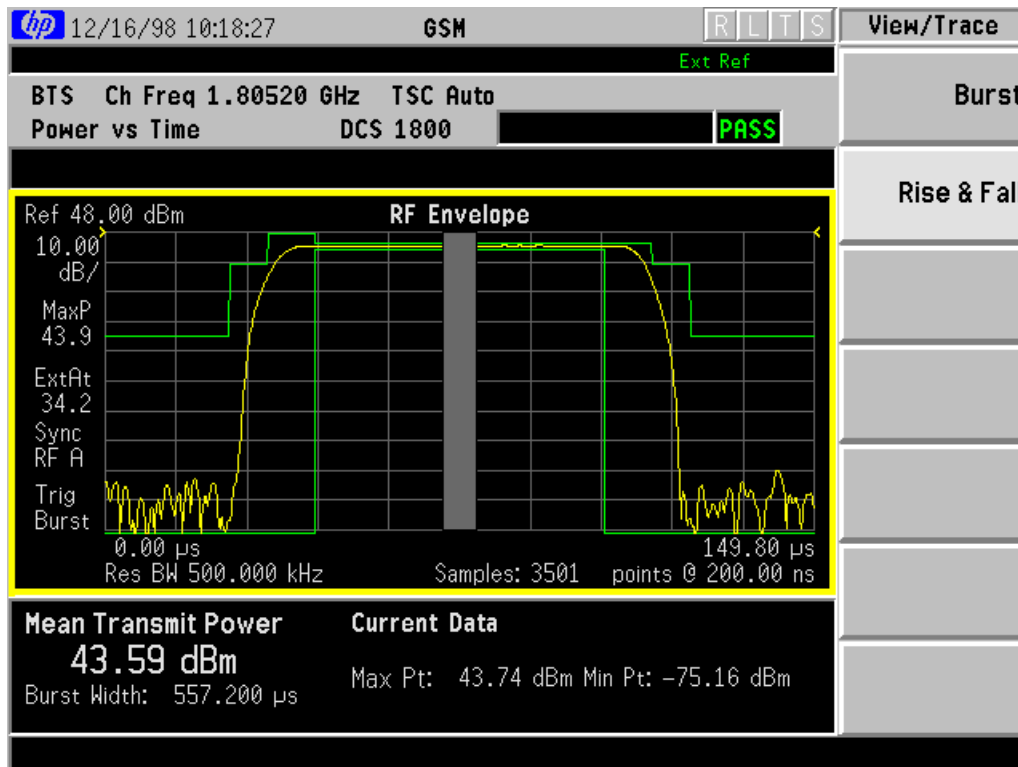 hp 12/16/98 10:18:27 GSM R L T S View/Trace
Ext Ref
BTS Ch Freq 1.80520 GHz TSC Auto
Power vs Time DCS 1800 PASS
Burst
Rise & Fal
Ref 48.00 dBm RF Envelope
10.00
dB/
MaxP
43.9
ExtAt
34.2
Sync
RF A
Trig
Burst
0.00 µs 149.80 µs
Res BW 500.000 kHz Samples: 3501 points @ 200.00 ns
Mean Transmit Power Current Data
43.59 dBm
Max Pt: 43.74 dBm Min Pt: -75.16 dBm
Burst Width: 557.200 µs